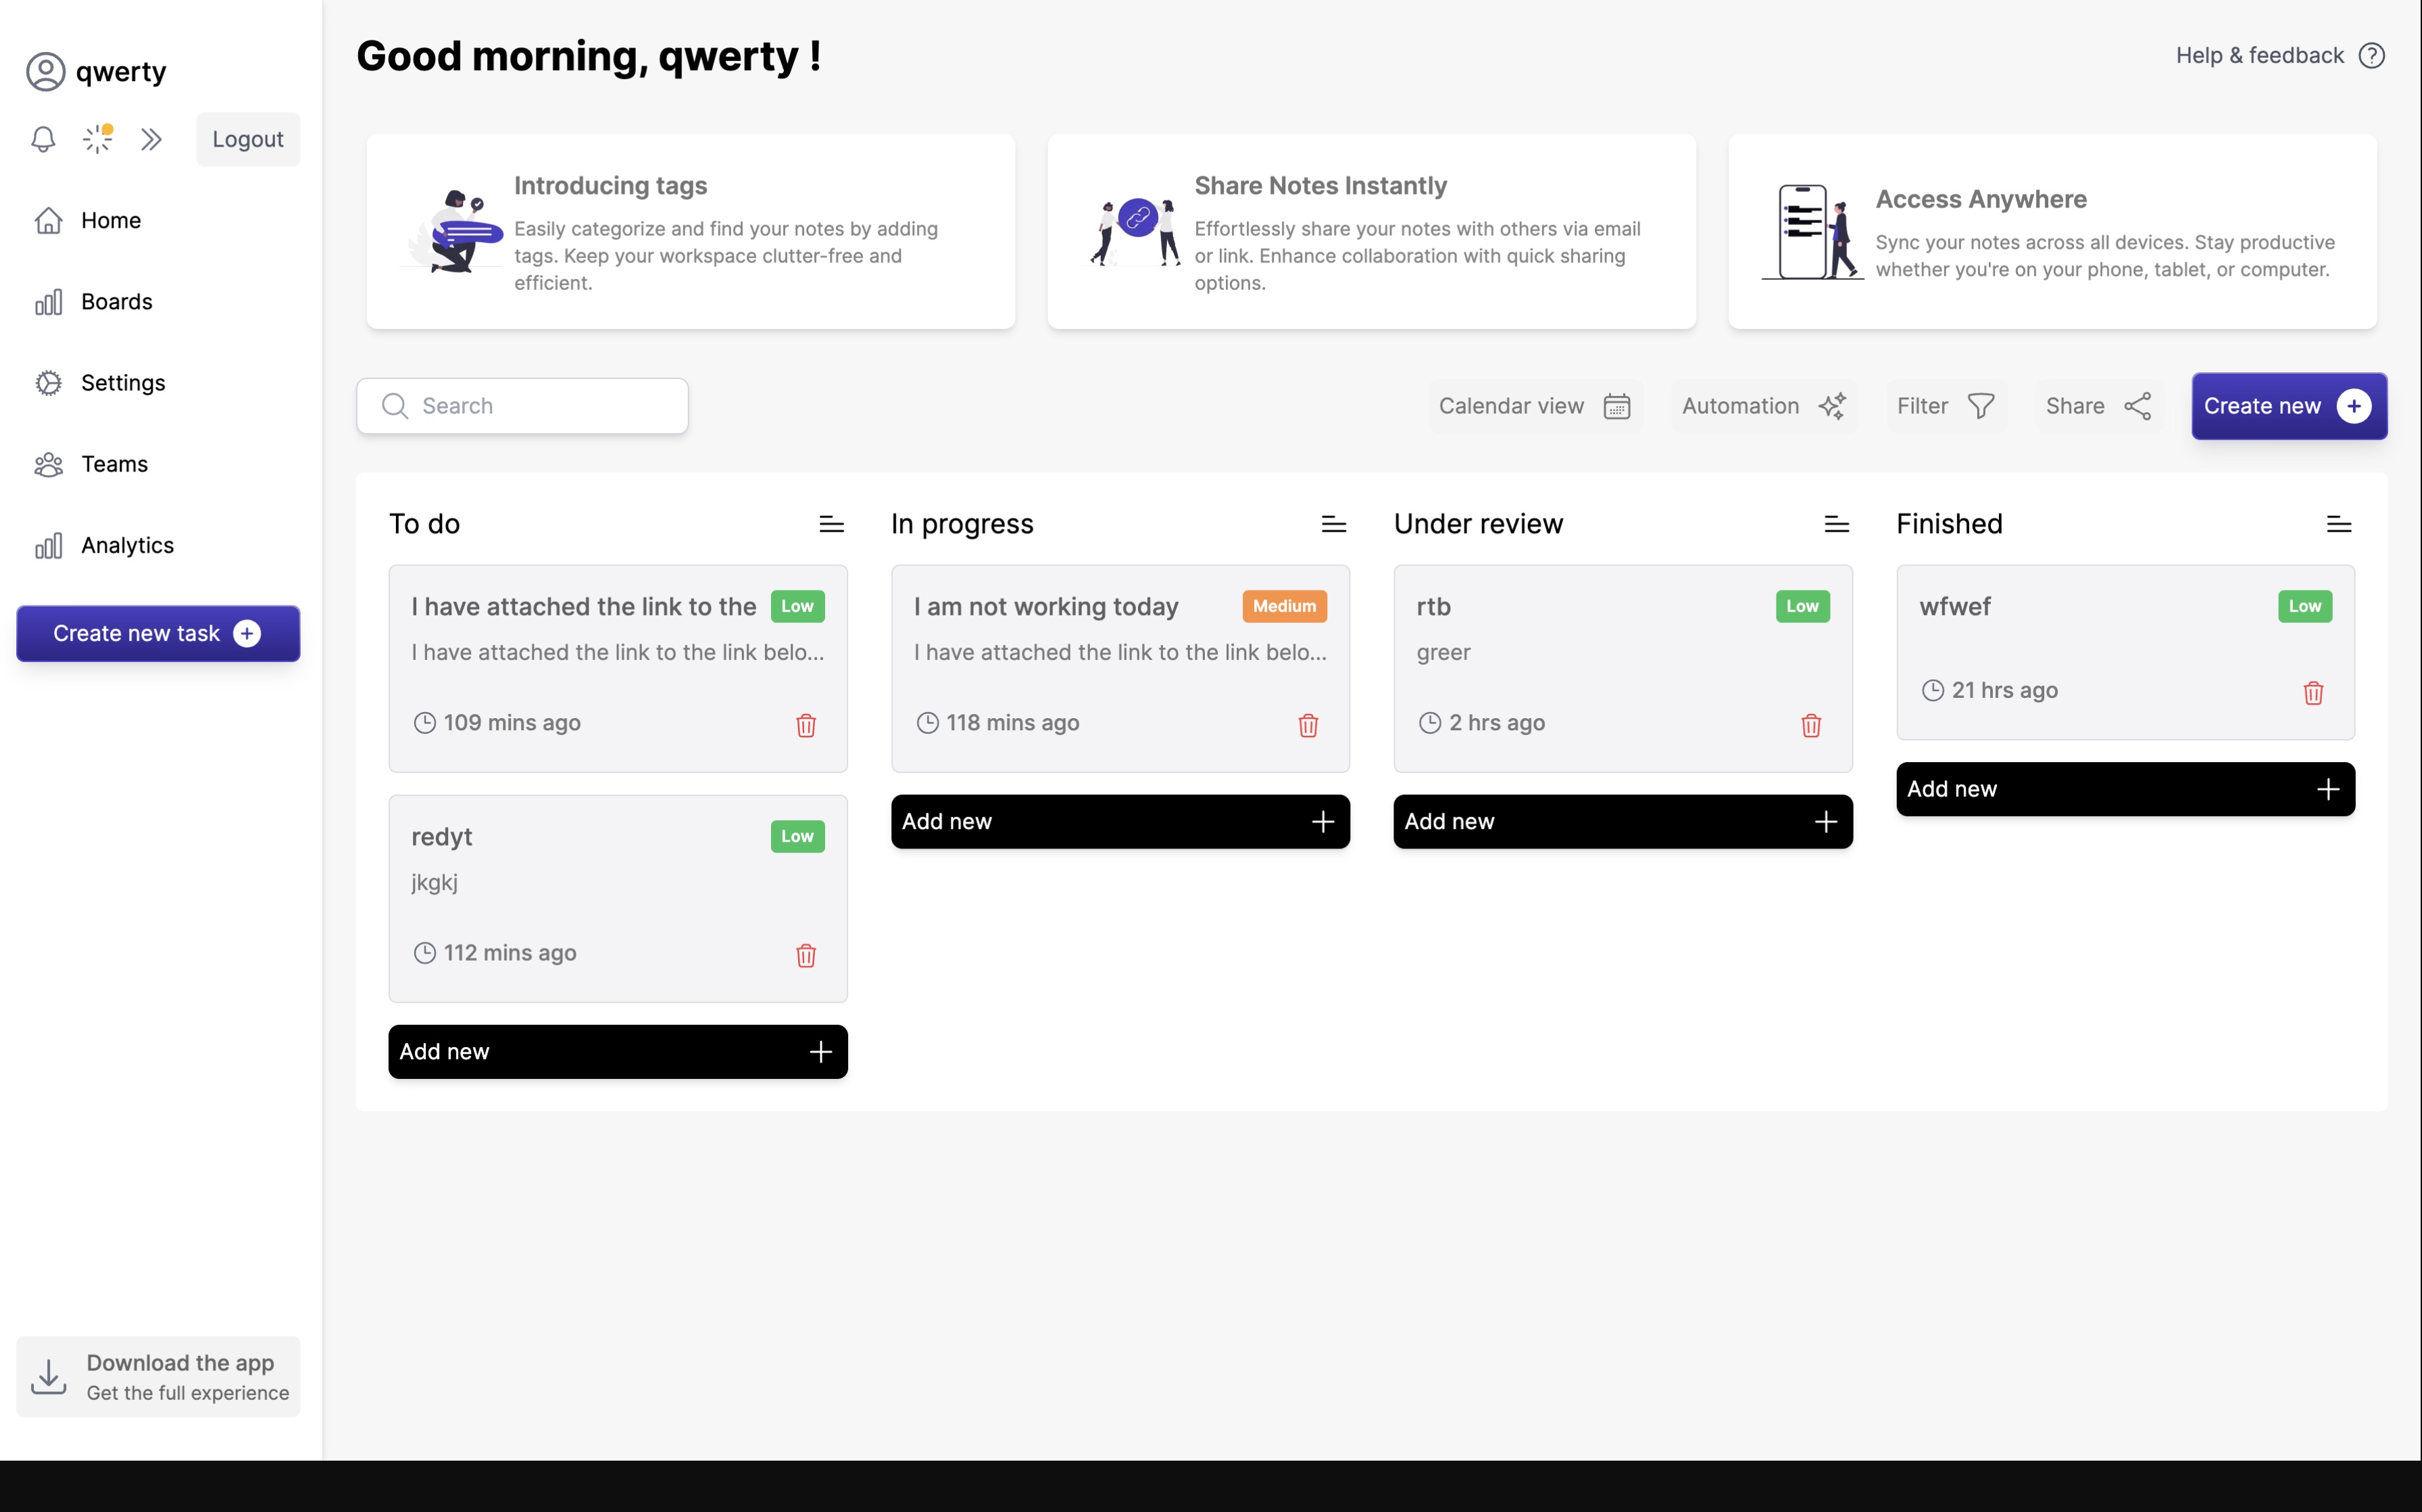 qwerty
Logout
Home
Boards
Settings
Teams
Analytics
Create new task
Download the app
Get the full experience
Good morning, qwerty !
Help & feedback
Introducing tags
Easily categorize and find your notes by adding
tags. Keep your workspace clutter-free and
efficient.
Share Notes Instantly
Effortlessly share your notes with others via email
or link. Enhance collaboration with quick sharing
options.
Access Anywhere
Sync your notes across all devices. Stay productive
whether you're on your phone, tablet, or computer.
Search
Calendar view
Automation
Filter
Share
Create new
To do
I have attached the link to the
Low
I have attached the link to the link belo...
109 mins ago
redyt
Low
jkgkj
112 mins ago
Add new
In progress
I am not working today
Medium
I have attached the link to the link belo...
118 mins ago
Add new
Under review
rtb
Low
greer
2 hrs ago
Add new
Finished
wfwef
Low
21 hrs ago
Add new